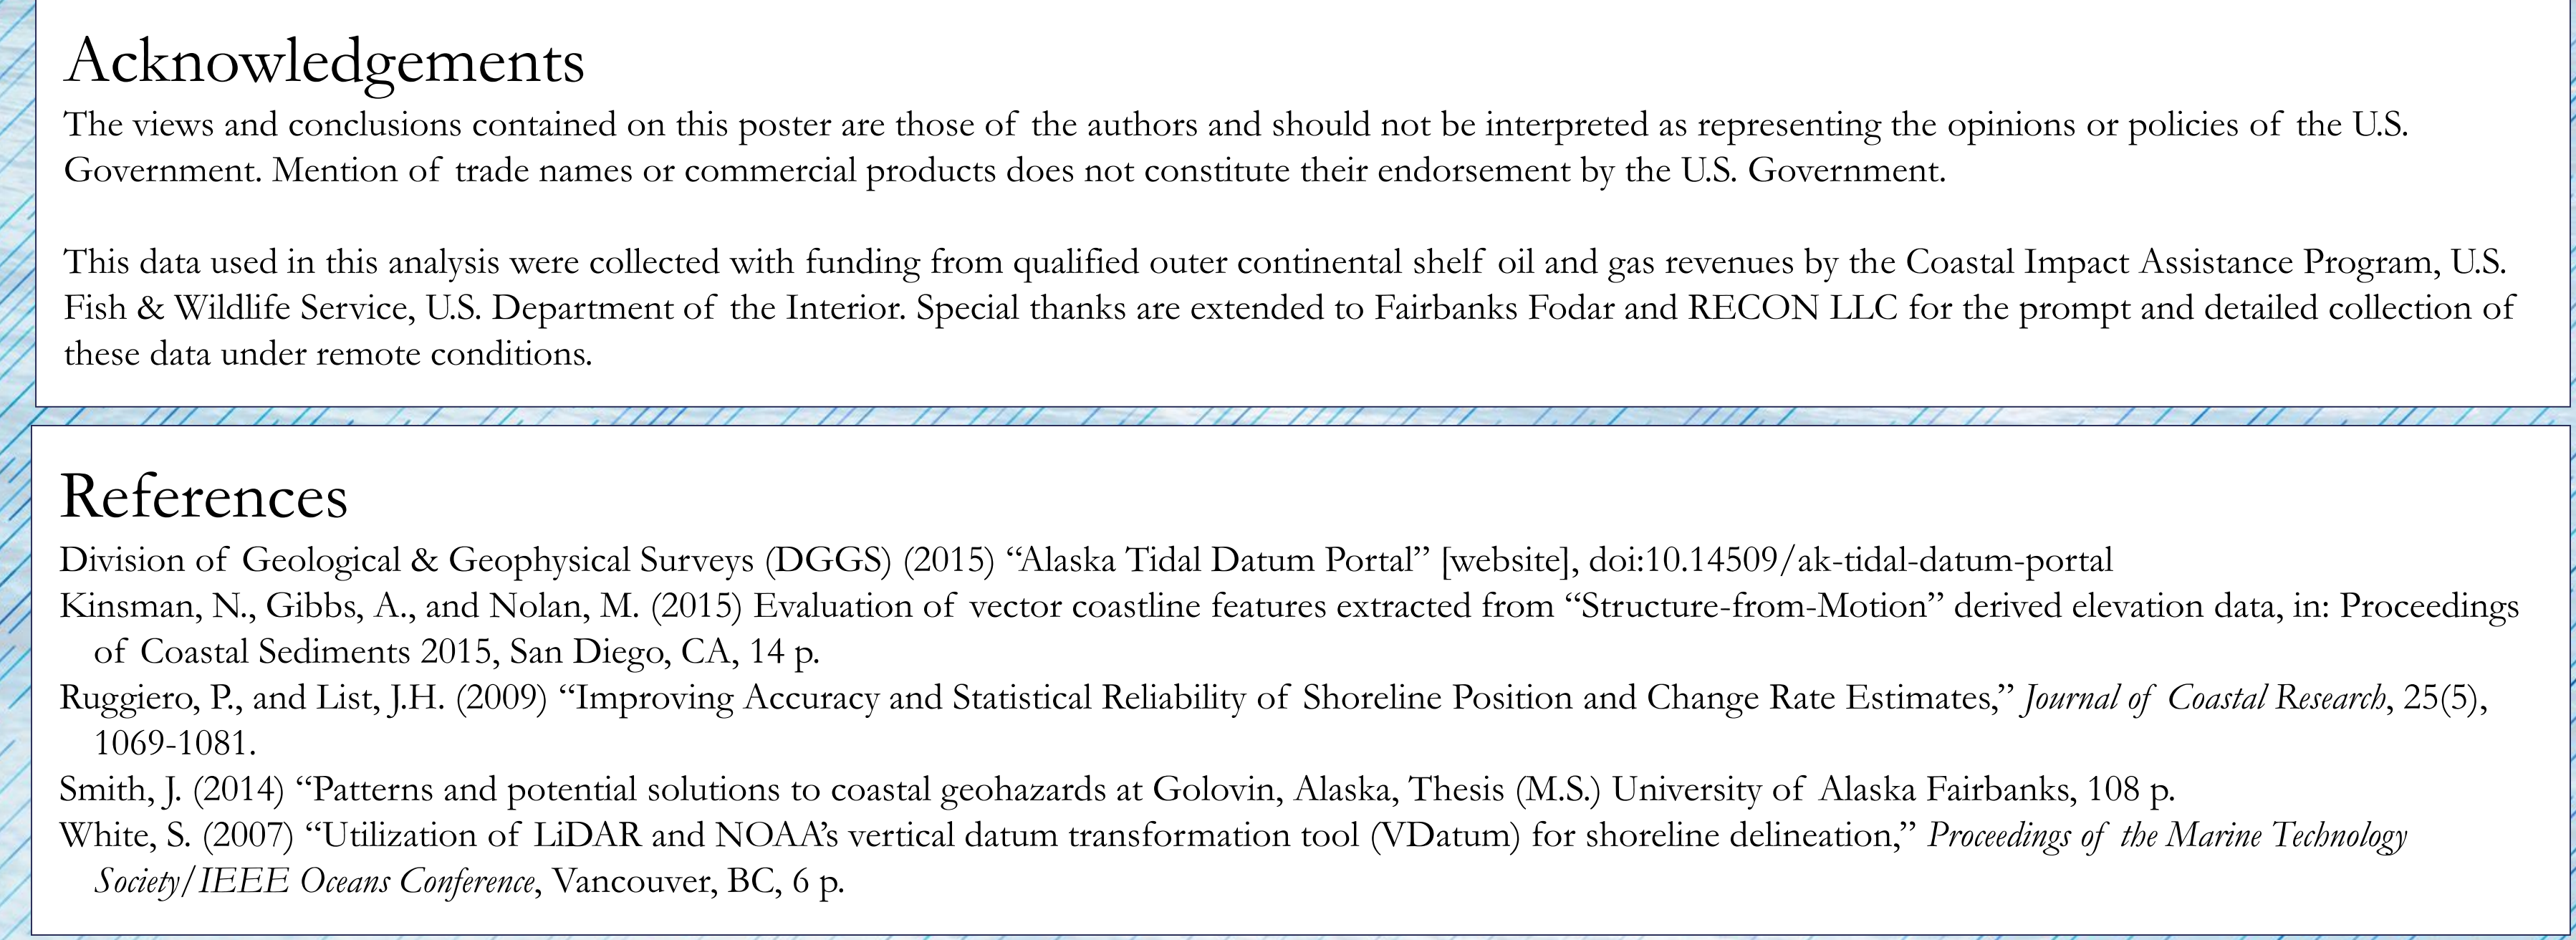 Acknowledgements
The views and conclusions contained on this poster are those of the authors and should not be interpreted as representing the opinions or policies of the U.S.
Government. Mention of trade names or commercial products does not constitute their endorsement by the U.S. Government.
This data used in this analysis were collected with funding from qualified outer continental shelf oil and gas revenues by the Coastal Impact Assistance Program, U.S.
Fish & Wildlife Service, U.S. Department of the Interior. Special thanks are extended to Fairbanks Fodar and RECON LLC for the prompt and detailed collection of
these data under remote conditions.
References
Division of Geological & Geophysical Surveys (DGGS) (2015) “Alaska Tidal Datum Portal” [website], doi:10.14509/ak-tidal-datum-portal
Kinsman, N., Gibbs, A., and Nolan, M. (2015) Evaluation of vector coastline features extracted from “Structure-from-Motion” derived elevation data, in: Proceedings
of Coastal Sediments 2015, San Diego, CA, 14 p.
Ruggiero, P., and List, J.H. (2009) “Improving Accuracy and Statistical Reliability of Shoreline Position and Change Rate Estimates,” Journal of Coastal Research, 25(5),
1069-1081.
Smith, J. (2014) “Patterns and potential solutions to coastal geohazards at Golovin, Alaska, Thesis (M.S.) University of Alaska Fairbanks, 108 p.
White, S. (2007) “Utilization of LiDAR and NOAA’s vertical datum transformation tool (VDatum) for shoreline delineation,” Proceedings of the Marine Technology
Society/IEEE Oceans Conference, Vancouver, BC, 6 p.